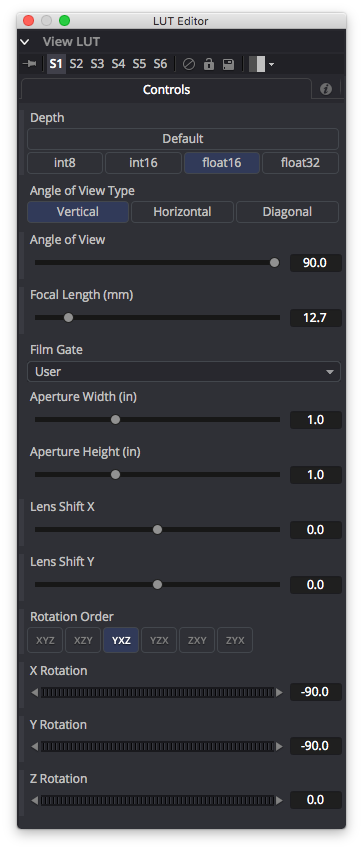 LUT Editor
View LUT
S1 S2 S3 S4 S5 S6
Controls
Depth
Default
int8 int16 float16 float32
Angle of View Type
Vertical Horizontal Diagonal
Angle of View
90.0
Focal Length (mm)
12.7
Film Gate
User
Aperture Width (in)
1.0
Aperture Height (in)
1.0
Lens Shift X
0.0
Lens Shift Y
0.0
Rotation Order
XYZ XZY YXZ YZX ZXY ZYX
X Rotation
-90.0
Y Rotation
-90.0
Z Rotation
0.0